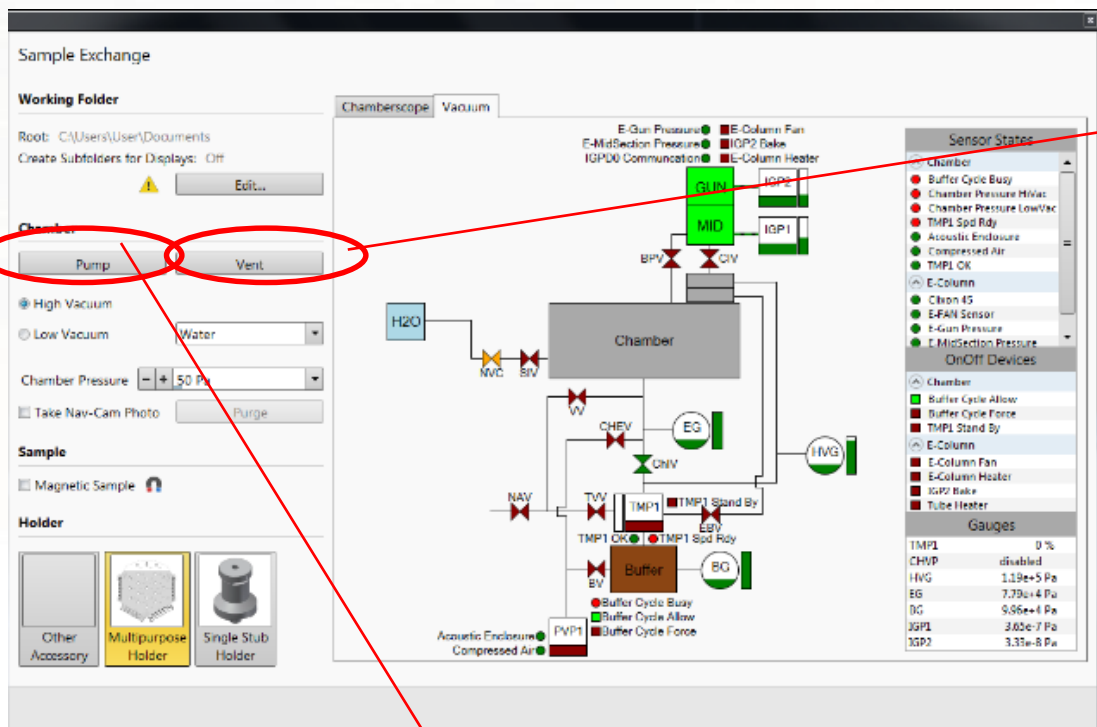 Sample Exchange
Working Folder
Root: C:\Users\User\Documents
Create Subfolders for Displays: Off
Edit...
Chamber
Pump
Vent
High Vacuum
Low Vacuum
Water
Chamber Pressure - + 50 Pa
Take Nav-Cam Photo
Purge
Sample
Magnetic Sample
Holder
Other
Accessory
Multipurpose
Holder
Single Stub
Holder
Chamberscope
Vacuum
E-Gun Pressure
E-MidSection Pressure
IGPD0 Communcation
E-Column Fan
IGP2 Bake
E-Column Heater
GUN
MID
IGP2
IGP1
BPV
CIV
H2O
NVC
SIV
Chamber
VV
CHEV
EG
ChIV
HVG
NAV
TVV
TMP1
TMP1 Stand By
EBV
TMP1 OK
TMP1 Spd Rdy
Buffer
BV
BG
Buffer Cycle Busy
Buffer Cycle Allow
Buffer Cycle Force
PVP1
Acoustic Enclosure
Compressed Air
Sensor States
Chamber
Buffer Cycle Busy
Chamber Pressure HiVac
Chamber Pressure LowVac
TMP1 Spd Rdy
Acoustic Enclosure
Compressed Air
TMP1 OK
E-Column
Clixon 45
E-FAN Sensor
E-Gun Pressure
E-MidSection Pressure
OnOff Devices
Chamber
Buffer Cycle Allow
Buffer Cycle Force
TMP1 Stand By
E-Column
E-Column Fan
E-Column Heater
IGP2 Bake
Tube Heater
Gauges
TMP1 0 %
CHVP disabled
HVG 1.19e+5 Pa
EG 7.79e+4 Pa
BG 9.96e+4 Pa
IGP1 3.65e-7 Pa
IGP2 3.33e-8 Pa